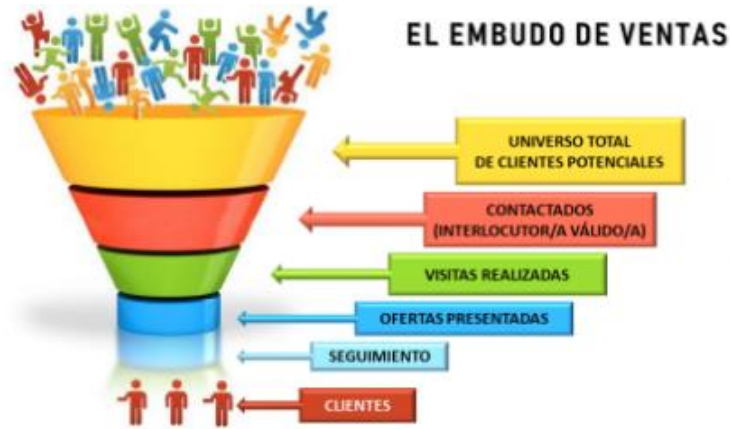 EL EMBUDO DE VENTAS
UNIVERSO TOTAL
DE CLIENTES POTENCIALES
CONTACTADOS
(INTERLOCUTOR/A VÁLIDO/A)
VISITAS REALIZADAS
OFERTAS PRESENTADAS
SEGUIMIENTO
CLIENTES